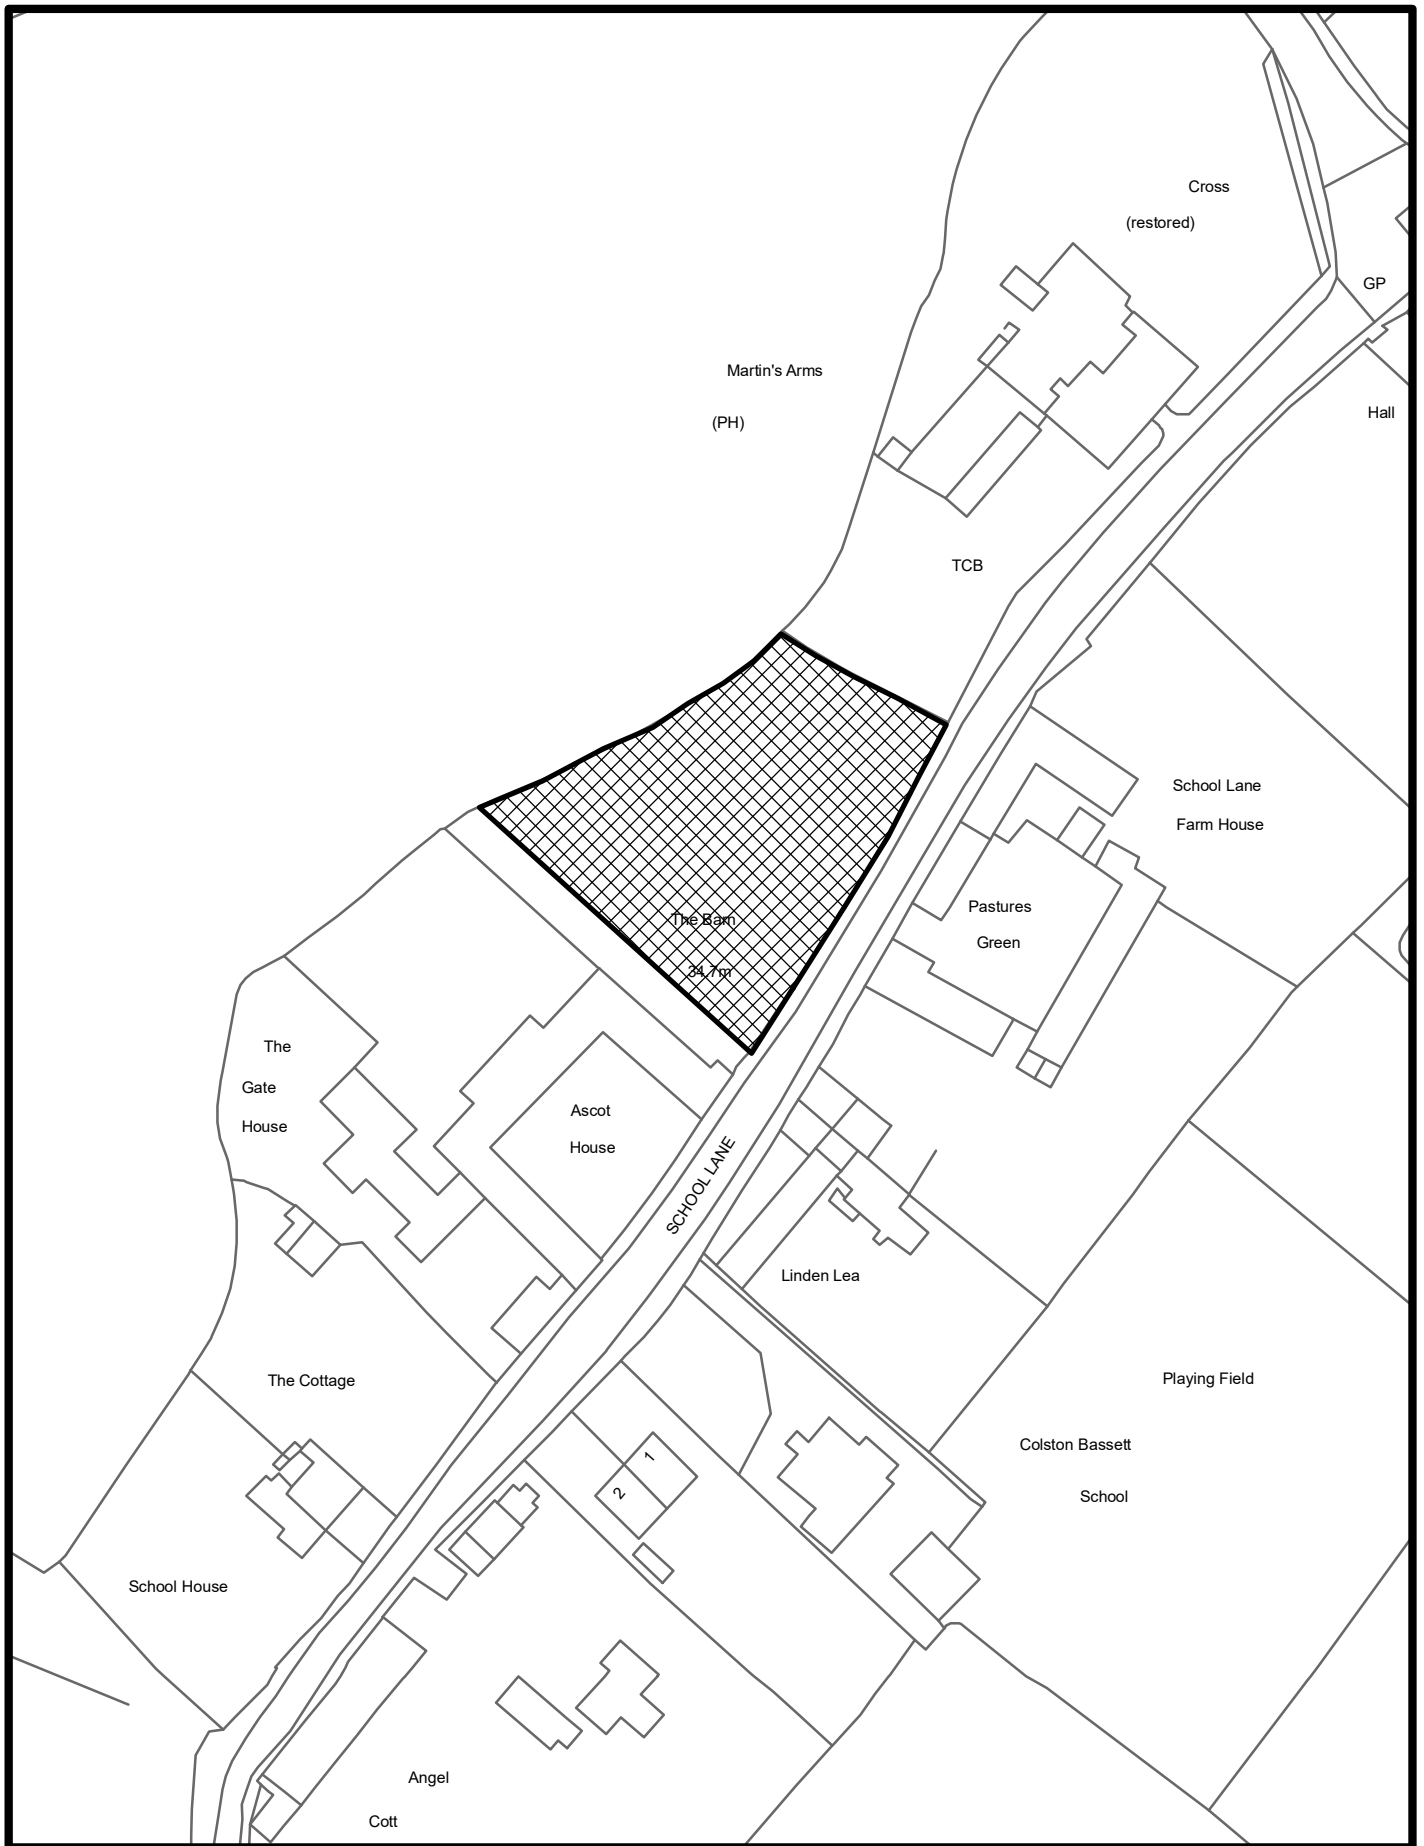 Cross
(restored)
GP
Martin's Arms
(PH)
Hall
TCB
School Lane
Farm House
Pastures
Green
The Barn
34.7m
The
Gate
House
Ascot
House
SCHOOL LANE
Linden Lea
The Cottage
Playing Field
Colston Bassett
School
1
2
School House
Angel
Cott